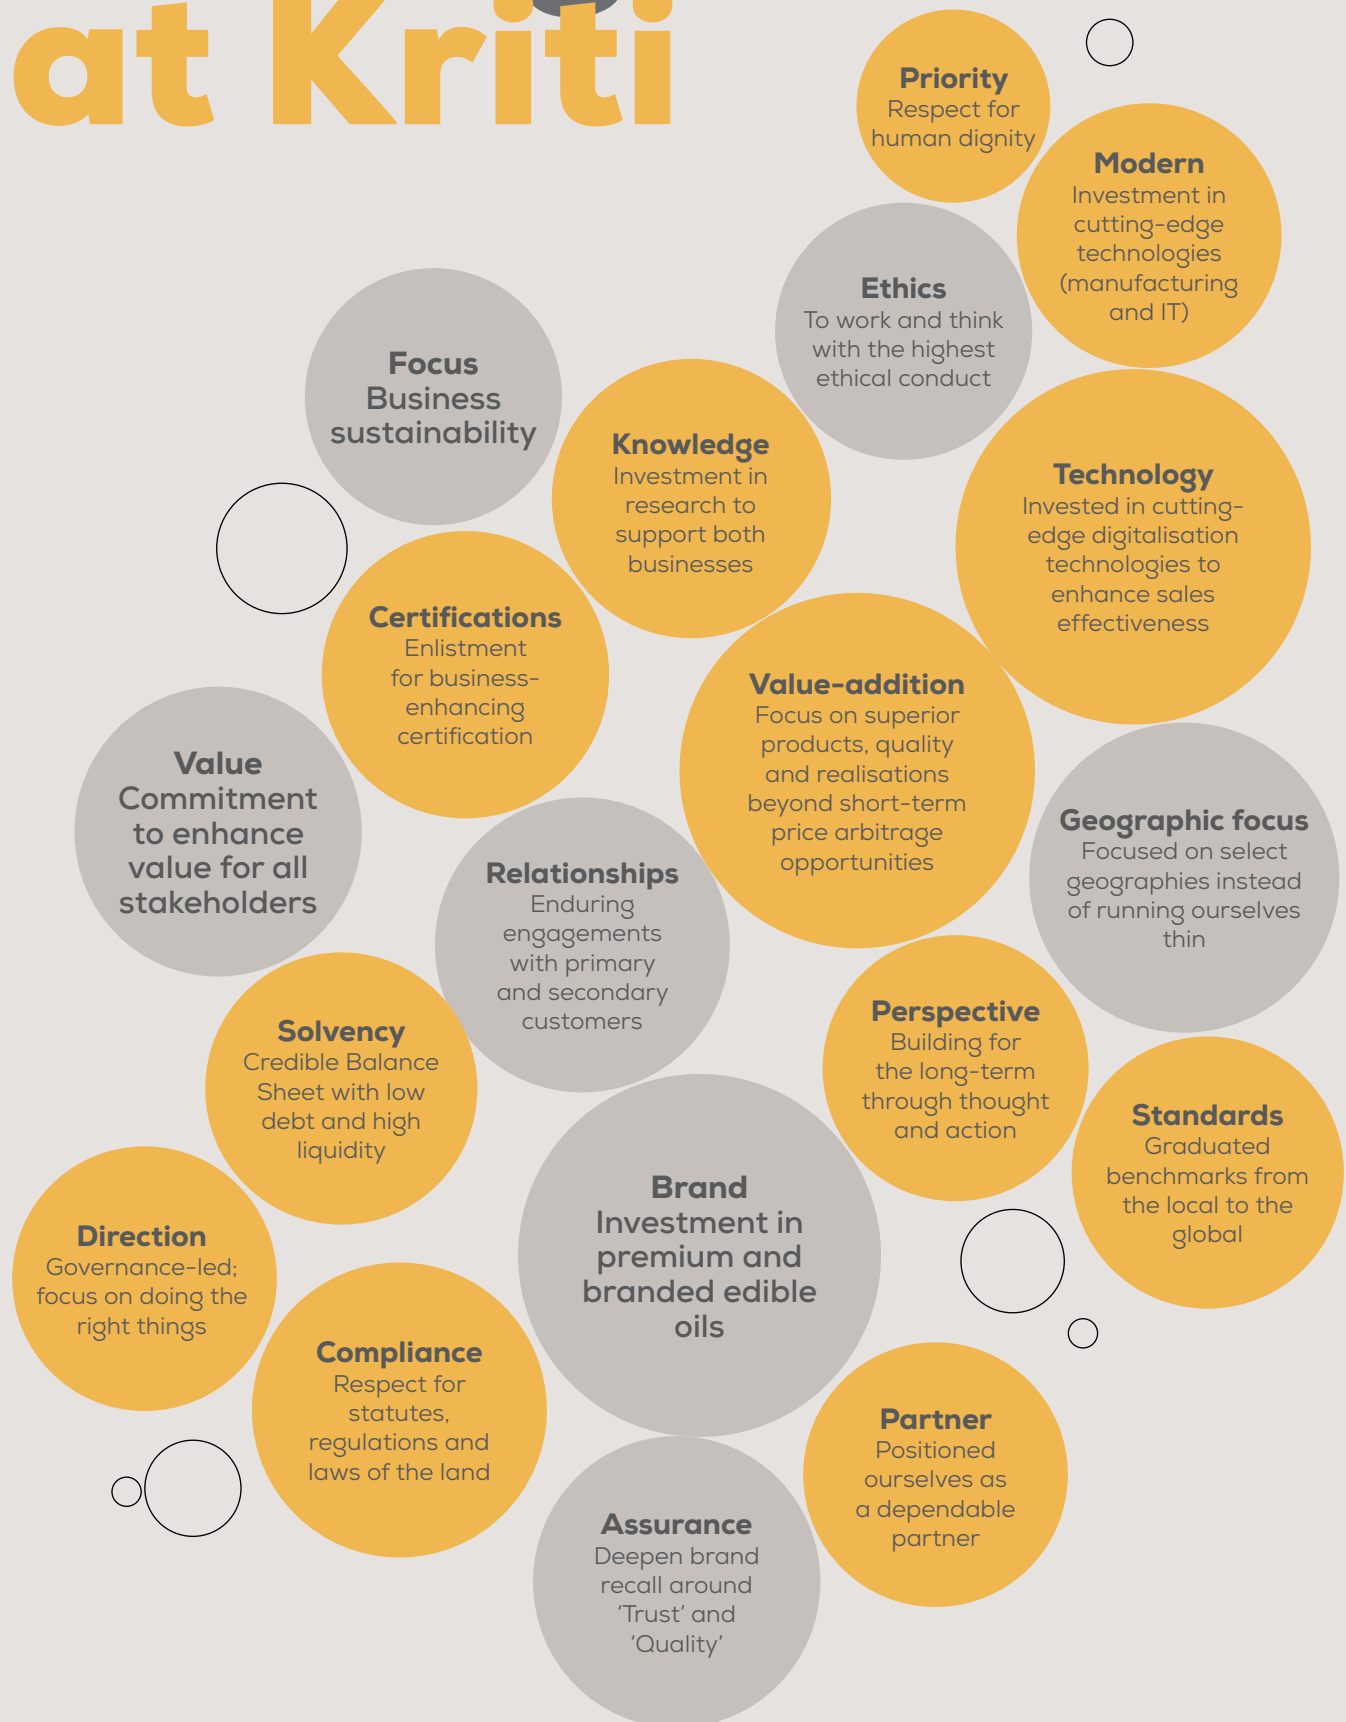 at Kriti
Priority
Respect for
human dignity
Modern
Investment in
cutting-edge
technologies
(manufacturing
and IT)
Ethics
To work and think
with the highest
ethical conduct
Focus
Business
sustainability
Knowledge
Investment in
research to
support both
businesses
Technology
Invested in cutting-
edge digitalisation
technologies to
enhance sales
effectiveness
Certifications
Enlistment
for business-
enhancing
certification
Value-addition
Focus on superior
products, quality
and realisations
beyond short-term
price arbitrage
opportunities
Value
Commitment
to enhance
value for all
stakeholders
Geographic focus
Focused on select
geographies instead
of running ourselves
thin
Relationships
Enduring
engagements
with primary
and secondary
customers
Perspective
Building for
the long-term
through thought
and action
Solvency
Credible Balance
Sheet with low
debt and high
liquidity
Standards
Graduated
benchmarks from
the local to the
global
Brand
Investment in
premium and
branded edible
oils
Direction
Governance-led;
focus on doing the
right things
Compliance
Respect for
statutes,
regulations and
laws of the land
Partner
Positioned
ourselves as
a dependable
partner
Assurance
Deepen brand
recall around
‘Trust’ and
‘Quality’